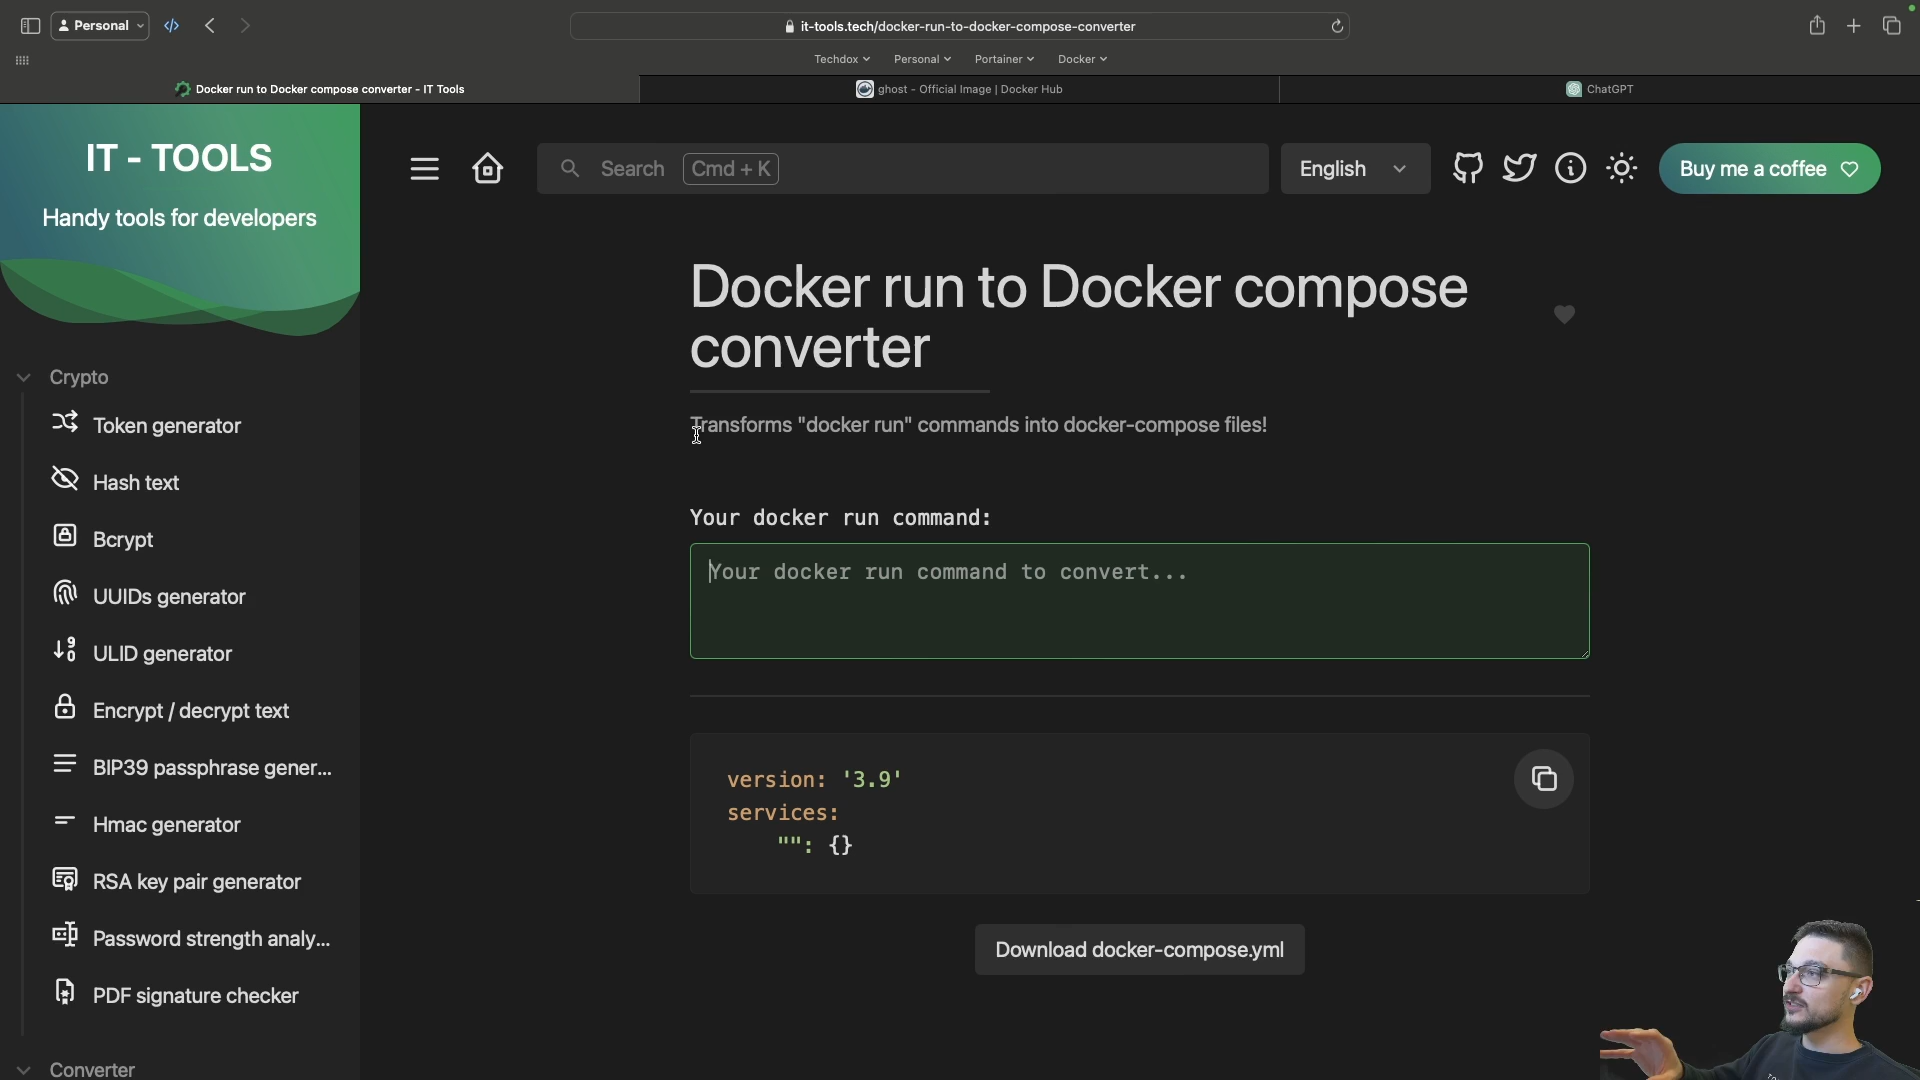 Personal
it-tools.tech/docker-run-to-docker-compose-converter
Techdox
Personal
Portainer
Docker
Docker run to Docker compose converter - IT Tools
ghost - Official Image | Docker Hub
ChatGPT
IT - TOOLS
Handy tools for developers
Search
Cmd + K
English
Buy me a coffee
Crypto
Token generator
Hash text
Bcrypt
UUIDs generator
ULID generator
Encrypt / decrypt text
BIP39 passphrase gener...
Hmac generator
RSA key pair generator
Password strength analy...
PDF signature checker
Converter
Docker run to Docker compose
converter
Transforms "docker run" commands into docker-compose files!
Your docker run command:
Your docker run command to convert...
version: '3.9'
services:
"": {}
Download docker-compose.yml